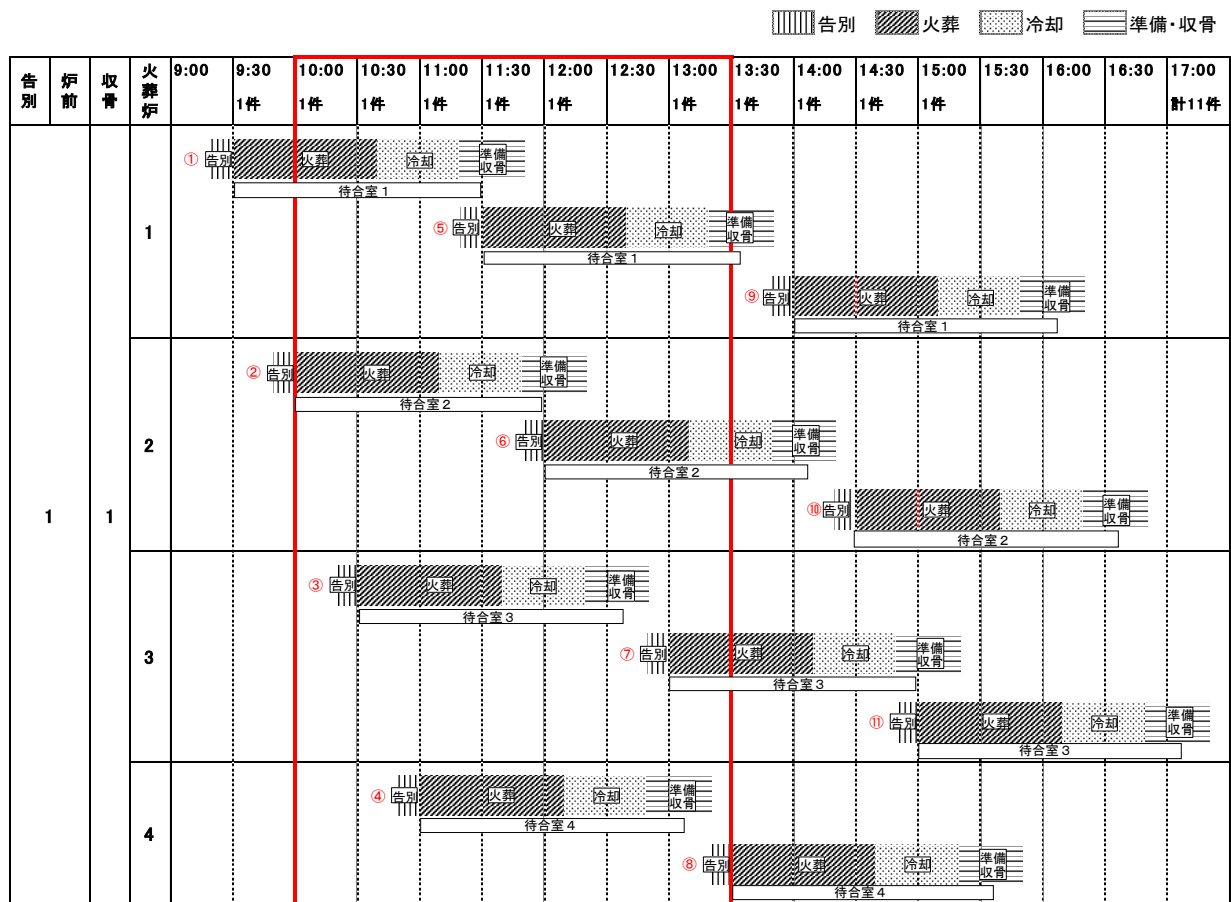 告別 火葬 冷却 準備・収骨
告別 炉前 収骨 火葬炉 9:00 9:30 10:00 10:30 11:00 11:30 12:00 12:30 13:00 13:30 14:00 14:30 15:00 15:30 16:00 16:30 17:00
1件 1件 1件 1件 1件 1件 1件 1件 1件 1件 1件 計11件
① 告別 火葬 冷却 準備収骨
待合室1
1
⑤ 告別 火葬 冷却 準備収骨
待合室1
⑨ 告別 火葬 冷却 準備収骨
待合室1
② 告別 火葬 冷却 準備収骨
待合室2
2
⑥ 告別 火葬 冷却 準備収骨
待合室2
1 1
⑩ 告別 火葬 冷却 準備収骨
待合室2
③ 告別 火葬 冷却 準備収骨
待合室3
3
⑦ 告別 火葬 冷却 準備収骨
待合室3
⑪ 告別 火葬 冷却 準備収骨
待合室3
④ 告別 火葬 冷却 準備収骨
待合室4
4
⑧ 告別 火葬 冷却 準備収骨
待合室4